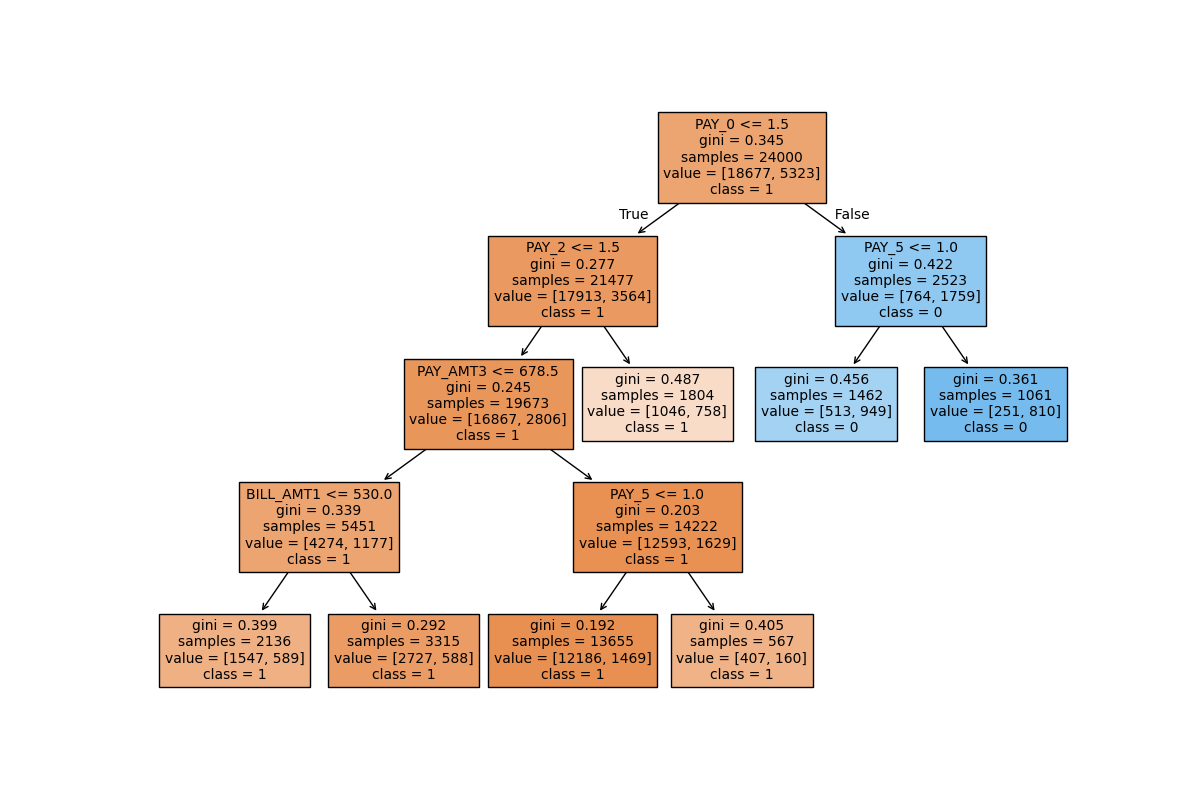 PAY_0 <= 1.5
gini = 0.345
samples = 24000
value = [18677, 5323]
class = 1
True
False
PAY_2 <= 1.5
gini = 0.277
samples = 21477
value = [17913, 3564]
class = 1
PAY_5 <= 1.0
gini = 0.422
samples = 2523
value = [764, 1759]
class = 0
PAY_AMT3 <= 678.5
gini = 0.245
samples = 19673
value = [16867, 2806]
class = 1
gini = 0.487
samples = 1804
value = [1046, 758]
class = 1
gini = 0.456
samples = 1462
value = [513, 949]
class = 0
gini = 0.361
samples = 1061
value = [251, 810]
class = 0
BILL_AMT1 <= 530.0
gini = 0.339
samples = 5451
value = [4274, 1177]
class = 1
PAY_5 <= 1.0
gini = 0.203
samples = 14222
value = [12593, 1629]
class = 1
gini = 0.399
samples = 2136
value = [1547, 589]
class = 1
gini = 0.292
samples = 3315
value = [2727, 588]
class = 1
gini = 0.192
samples = 13655
value = [12186, 1469]
class = 1
gini = 0.405
samples = 567
value = [407, 160]
class = 1